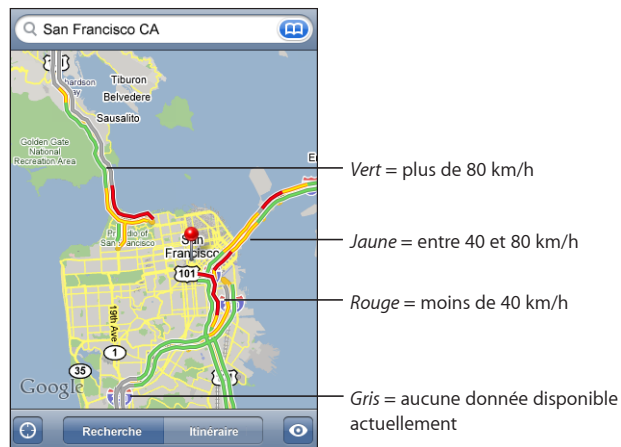 San Francisco CA
Tiburon
Belvedere
Sausalito
Golden Gate
National
Recreation Area
Vert = plus de 80 km/h
Jaune = entre 40 et 80 km/h
San
Francisco
101
Rouge = moins de 40 km/h
19th Ave
1
35
Google
Gris = aucune donnée disponible
actuellement
Recherche
Itinéraire